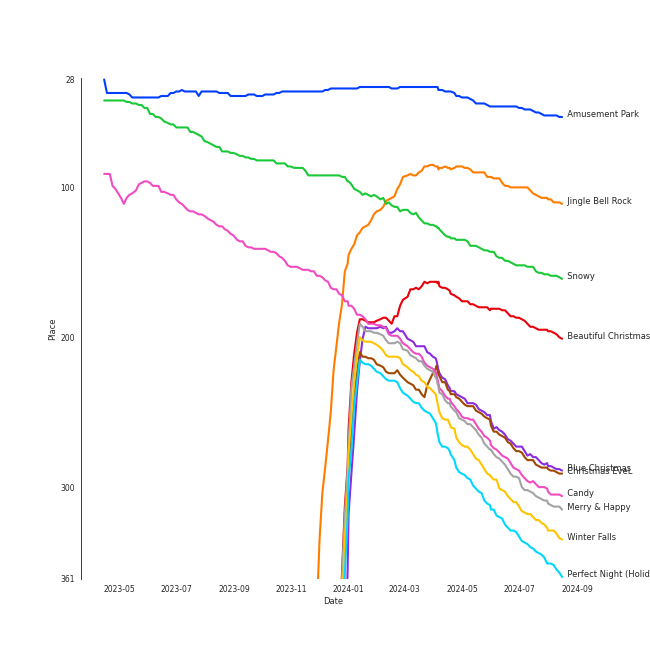 28
100
200
300
361
Place
Amusement Park
Jingle Bell Rock
Snowy
Beautiful Christmas
Blue Christmas
Christmas EveL
Candy
Merry & Happy
Winter Falls
Perfect Night (Holid
2023-05 2023-07 2023-09 2023-11 2024-01 2024-03 2024-05 2024-07 2024-09
Date